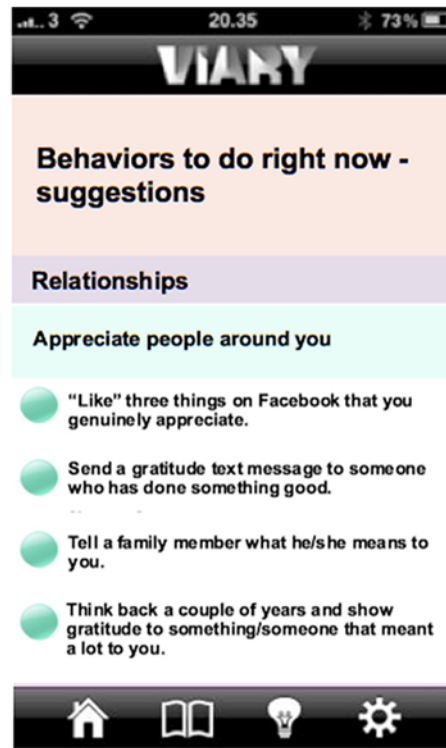 3 20.35 73%
VIARY
Behaviors to do right now -
suggestions
Relationships
Appreciate people around you
“Like” three things on Facebook that you
genuinely appreciate.
Send a gratitude text message to someone
who has done something good.
Tell a family member what he/she means to
you.
Think back a couple of years and show
gratitude to something/someone that meant
a lot to you.